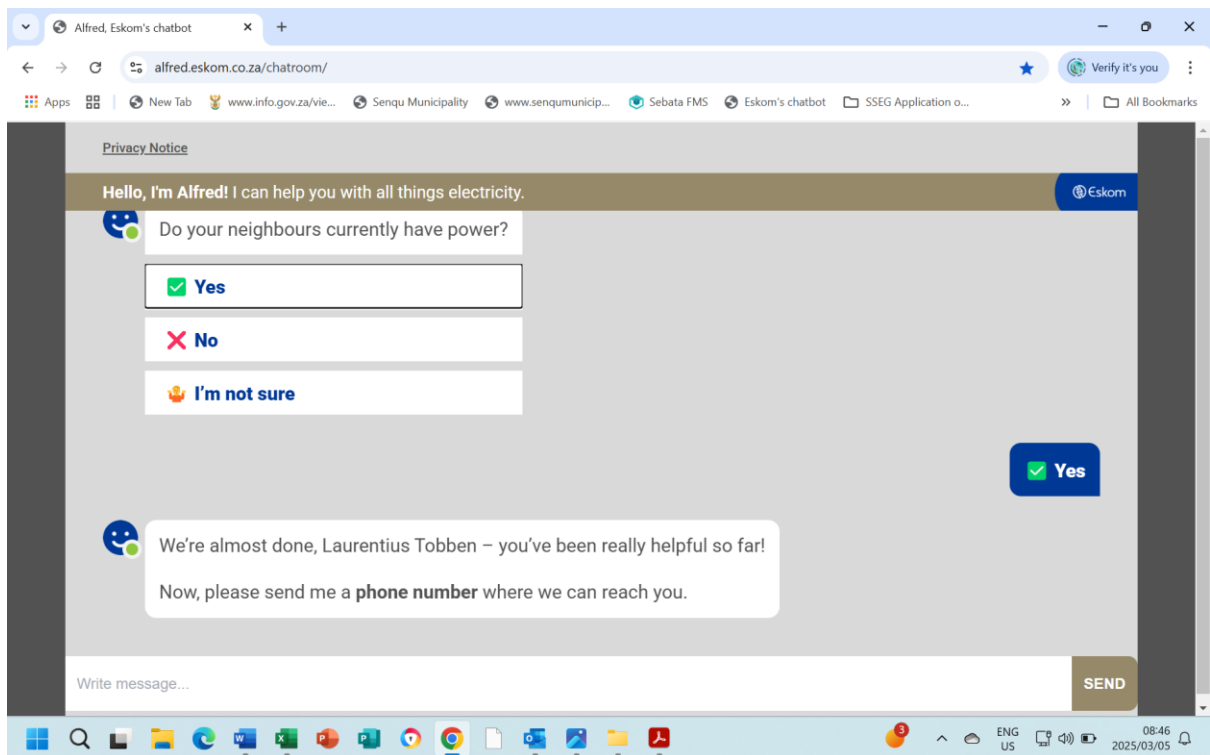 Alfred, Eskom's chatbot
alfred.eskom.co.za/chatroom/
Verify it's you
Apps
New Tab
www.info.gov.za/vie...
Senqu Municipality
www.senqumunicip...
Sebata FMS
Eskom's chatbot
SSEG Application o...
»
All Bookmarks
Privacy Notice
Hello, I'm Alfred! I can help you with all things electricity.
Eskom
Do your neighbours currently have power?
Yes
No
I'm not sure
Yes
We're almost done, Laurentius Tobben – you've been really helpful so far!
Now, please send me a phone number where we can reach you.
Write message...
SEND
3
ENG
US
08:46
2025/03/05